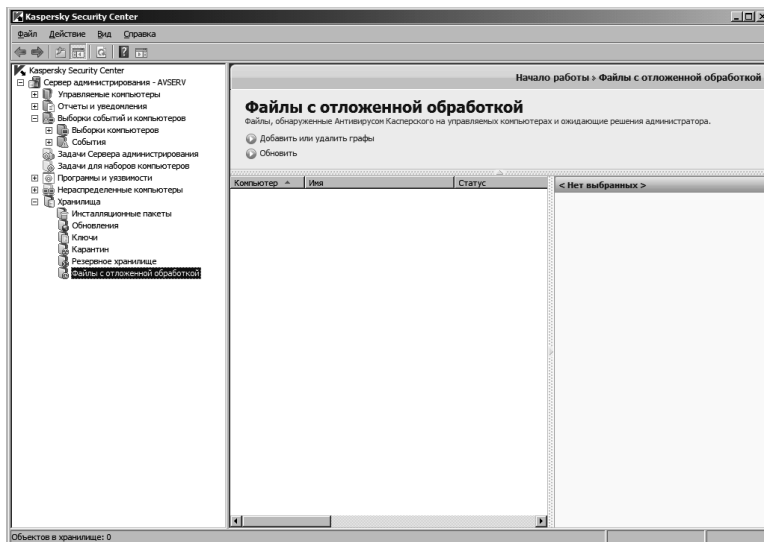 Kaspersky Security Center
Файл Действие Вид Справка
Kaspersky Security Center
Сервер администрирования - AVSERV
Управляемые компьютеры
Отчеты и уведомления
Выборки событий и компьютеров
Выборки компьютеров
События
Задачи Сервера администрирования
Задачи для наборов компьютеров
Программы и уязвимости
Нераспределенные компьютеры
Хранилища
Инсталляционные пакеты
Обновления
Ключи
Карантин
Резервное хранилище
Файлы с отложенной обработкой
Начало работы › Файлы с отложенной обработкой
Файлы с отложенной обработкой
Файлы, обнаруженные Антивирусом Касперского на управляемых компьютерах и ожидающие решения администратора.
Добавить или удалить графы
Обновить
Компьютер Имя Статус
< Нет выбранных >
Объектов в хранилище: 0